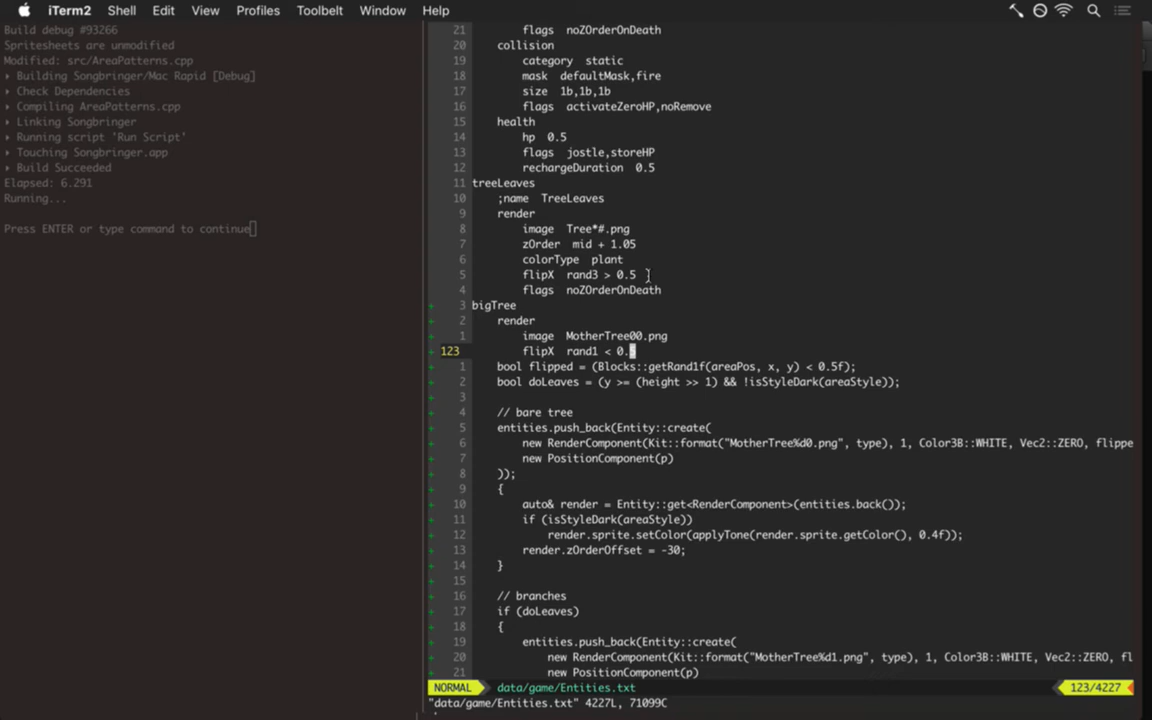 iTerm2 Shell Edit View Profiles Toolbelt Window Help
Build debug #93266
Spritesheets are unmodified
Modified: src/AreaPatterns.cpp
▸ Building Songbringer/Mac Rapid [Debug]
▸ Check Dependencies
▸ Compiling AreaPatterns.cpp
▸ Linking Songbringer
▸ Running script 'Run Script'
▸ Touching Songbringer.app
▸ Build Succeeded
Elapsed: 6.291
Running...
Press ENTER or type command to continue
21 flags noZOrderOnDeath
20 collision
19 category static
18 mask defaultMask,fire
17 size 1b,1b,1b
16 flags activateZeroHP,noRemove
15 health
14 hp 0.5
13 flags jostle,storeHP
12 rechargeDuration 0.5
11 treeLeaves
10 ;name TreeLeaves
9 render
8 image Tree*#.png
7 zOrder mid + 1.05
6 colorType plant
5 flipX rand3 > 0.5
4 flags noZOrderOnDeath
+ 3 bigTree
+ 2 render
+ 1 image MotherTree00.png
+ 123 flipX rand1 < 0.5
+ 1 bool flipped = (Blocks::getRand1f(areaPos, x, y) < 0.5f);
+ 2 bool doLeaves = (y >= (height >> 1) && !isStyleDark(areaStyle));
+ 3
+ 4 // bare tree
+ 5 entities.push_back(Entity::create(
+ 6 new RenderComponent(Kit::format("MotherTree%d0.png", type), 1, Color3B::WHITE, Vec2::ZERO, flippe
+ 7 new PositionComponent(p)
+ 8 ));
+ 9 {
+ 10 auto& render = Entity::get<RenderComponent>(entities.back());
+ 11 if (isStyleDark(areaStyle))
+ 12 render.sprite.setColor(applyTone(render.sprite.getColor(), 0.4f));
+ 13 render.zOrderOffset = -30;
+ 14 }
+ 15
+ 16 // branches
+ 17 if (doLeaves)
+ 18 {
+ 19 entities.push_back(Entity::create(
+ 20 new RenderComponent(Kit::format("MotherTree%d1.png", type), 1, Color3B::WHITE, Vec2::ZERO, fl
+ 21 new PositionComponent(p)
NORMAL data/game/Entities.txt 123/4227
"data/game/Entities.txt" 4227L, 71099C